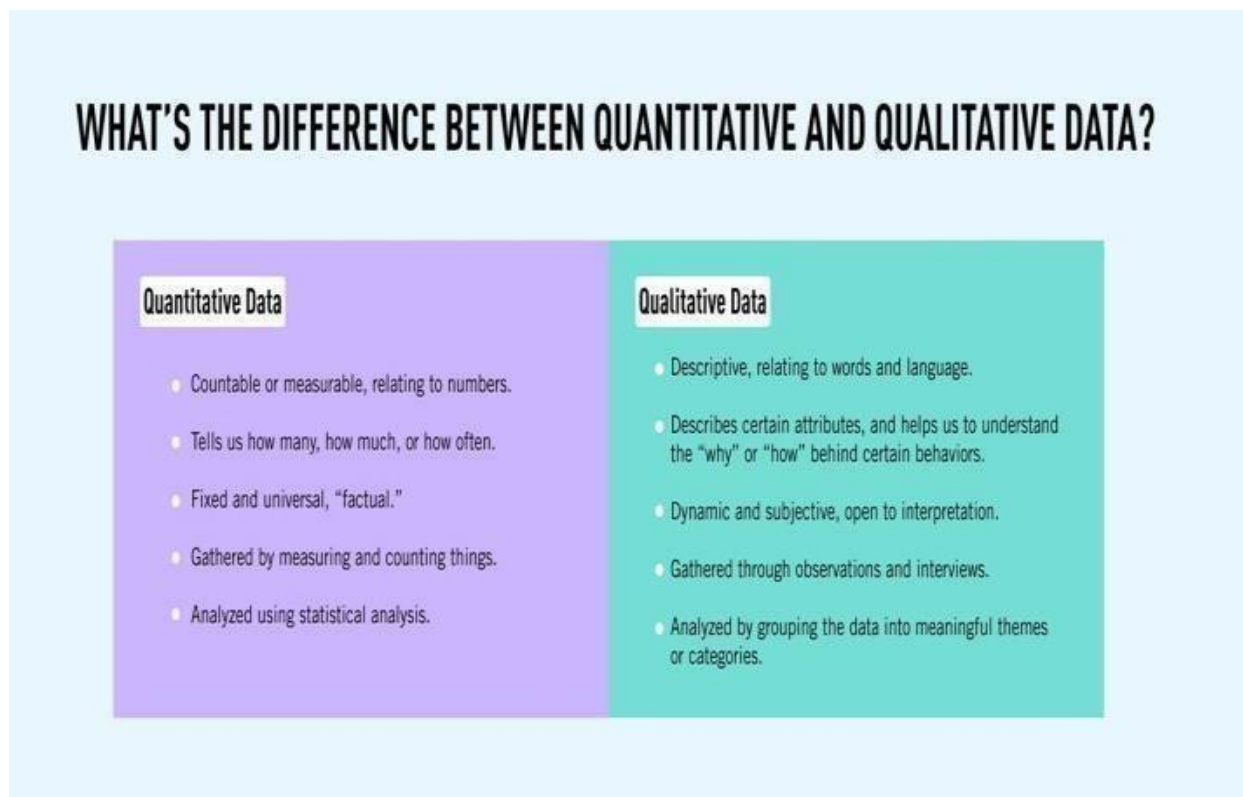 WHAT'S THE DIFFERENCE BETWEEN QUANTITATIVE AND QUALITATIVE DATA?
Quantitative Data
Countable or measurable, relating to numbers.
Tells us how many, how much, or how often.
Fixed and universal, “factual.”
Gathered by measuring and counting things.
Analyzed using statistical analysis.
Qualitative Data
Descriptive, relating to words and language.
Describes certain attributes, and helps us to understand
the “why” or “how” behind certain behaviors.
Dynamic and subjective, open to interpretation.
Gathered through observations and interviews.
Analyzed by grouping the data into meaningful themes
or categories.